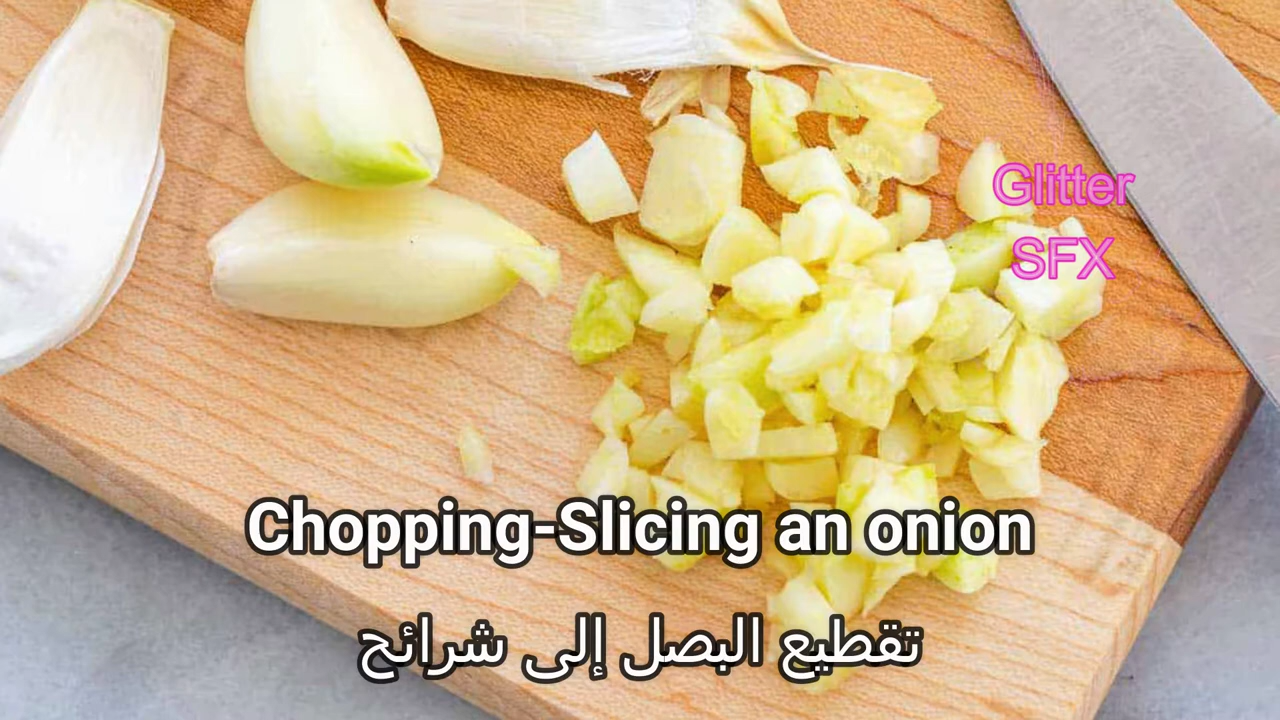 Glitter
SFX
Chopping-Slicing an onion
تقطيع البصل إلى شرائح